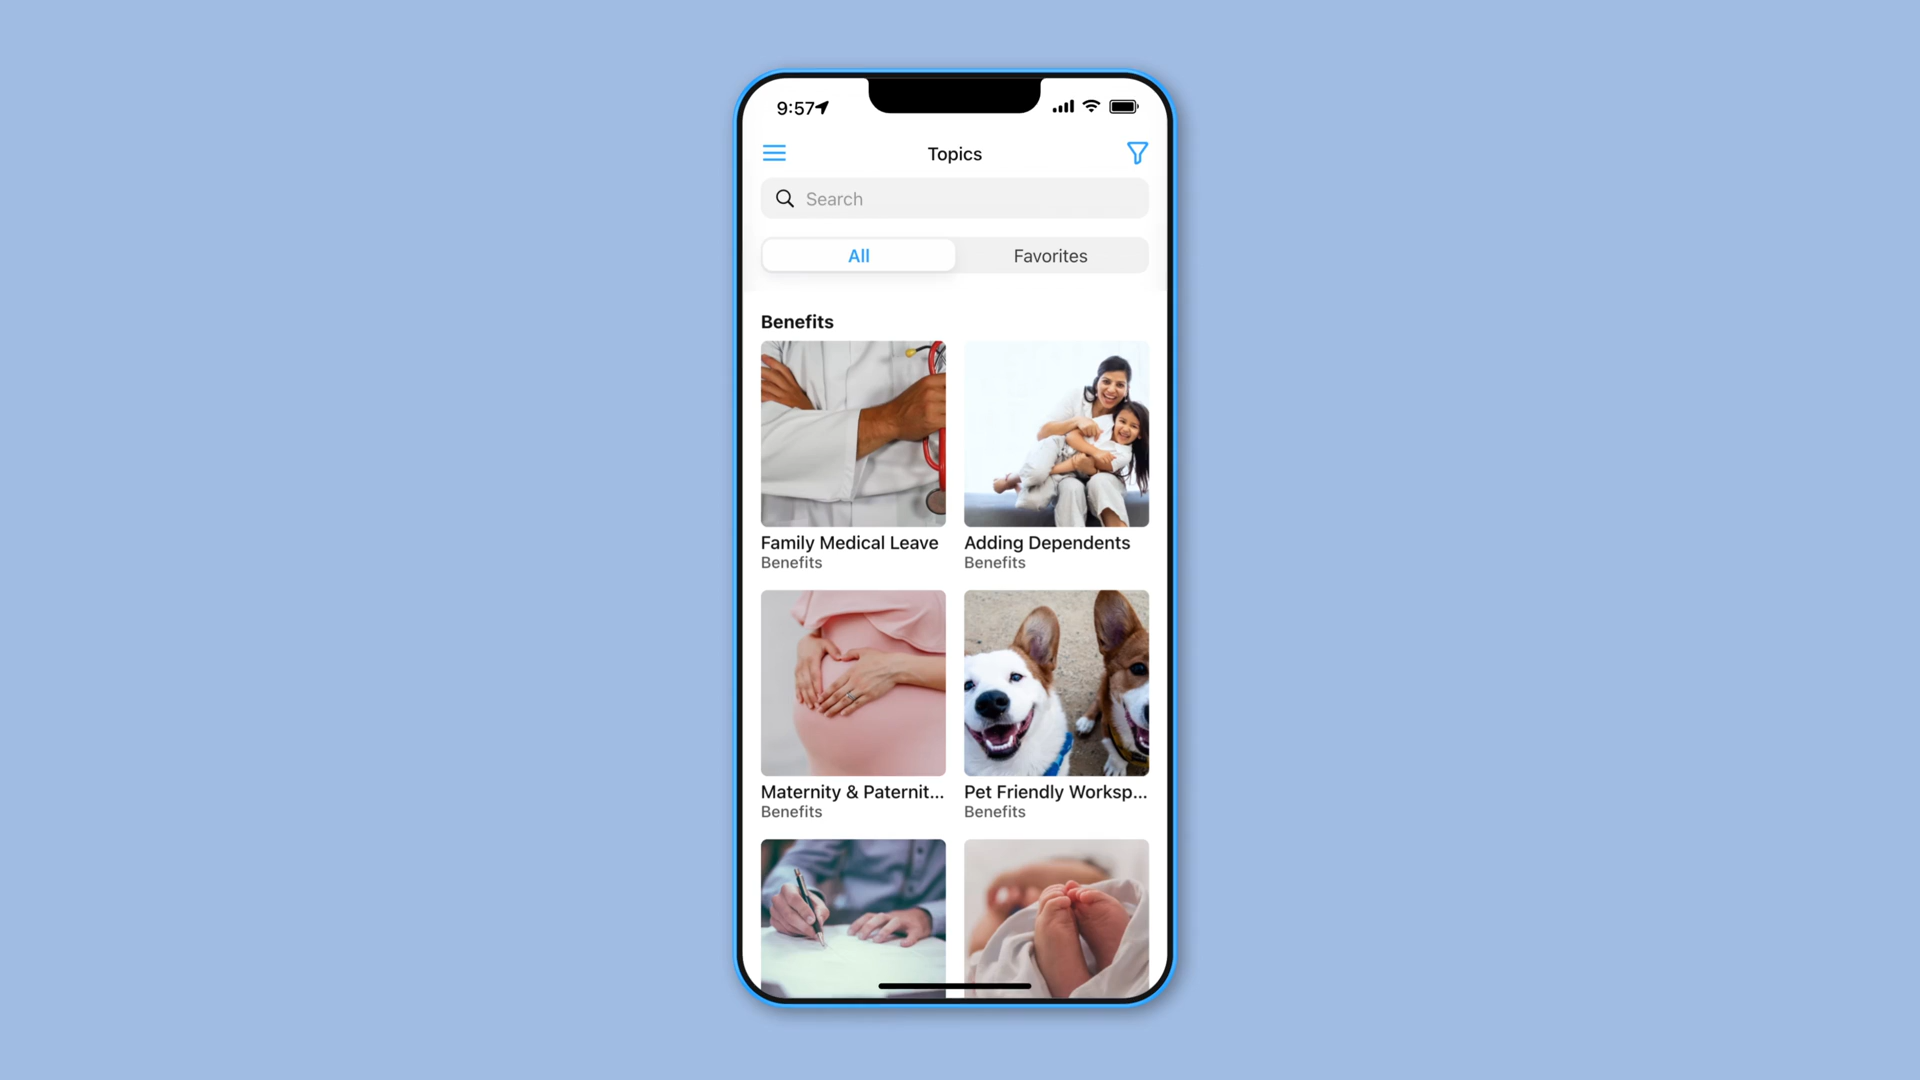 9:57
Topics
Search
All
Favorites
Benefits
Family Medical Leave
Benefits
Adding Dependents
Benefits
Maternity & Paternit...
Benefits
Pet Friendly Worksp...
Benefits